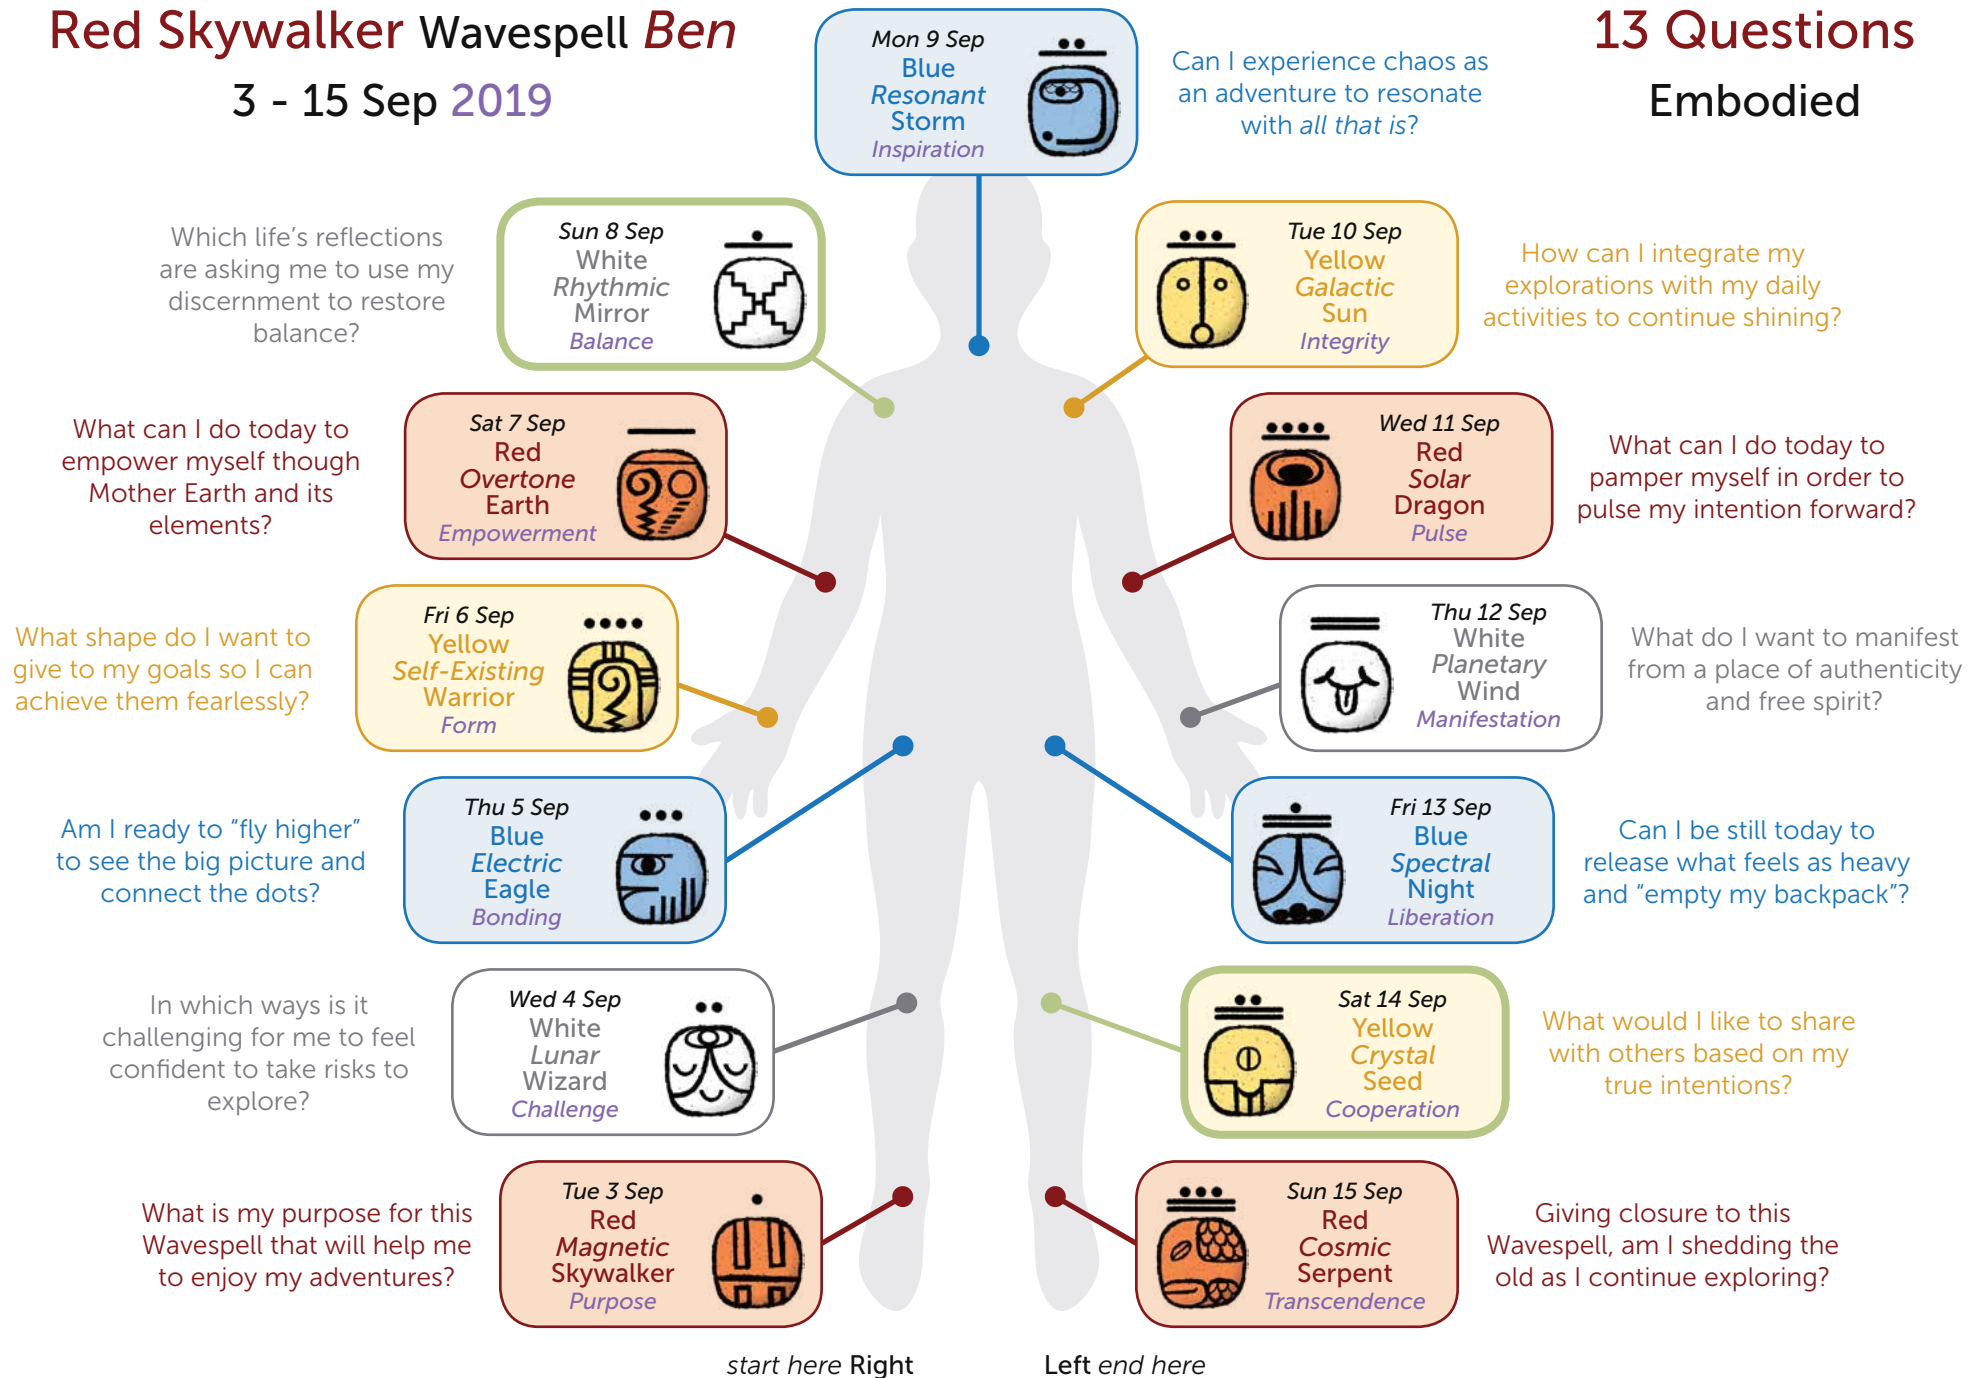 Red Skywalker Wavespell Ben
3 - 15 Sep 2019
13 Questions
Embodied
Mon 9 Sep
Blue
Resonant
Storm
Inspiration
Can I experience chaos as
an adventure to resonate
with all that is?
Which life's reflections
are asking me to use my
discernment to restore
balance?
Sun 8 Sep
White
Rhythmic
Mirror
Balance
Tue 10 Sep
Yellow
Galactic
Sun
Integrity
How can I integrate my
explorations with my daily
activities to continue shining?
What can I do today to
empower myself though
Mother Earth and its
elements?
Sat 7 Sep
Red
Overtone
Earth
Empowerment
Wed 11 Sep
Red
Solar
Dragon
Pulse
What can I do today to
pamper myself in order to
pulse my intention forward?
What shape do I want to
give to my goals so I can
achieve them fearlessly?
Fri 6 Sep
Yellow
Self-Existing
Warrior
Form
Thu 12 Sep
White
Planetary
Wind
Manifestation
What do I want to manifest
from a place of authenticity
and free spirit?
Am I ready to “fly higher”
to see the big picture and
connect the dots?
Thu 5 Sep
Blue
Electric
Eagle
Bonding
Fri 13 Sep
Blue
Spectral
Night
Liberation
Can I be still today to
release what feels as heavy
and “empty my backpack”?
In which ways is it
challenging for me to feel
confident to take risks to
explore?
Wed 4 Sep
White
Lunar
Wizard
Challenge
Sat 14 Sep
Yellow
Crystal
Seed
Cooperation
What would I like to share
with others based on my
true intentions?
What is my purpose for this
Wavespell that will help me
to enjoy my adventures?
Tue 3 Sep
Red
Magnetic
Skywalker
Purpose
Sun 15 Sep
Red
Cosmic
Serpent
Transcendence
Giving closure to this
Wavespell, am I shedding the
old as I continue exploring?
start here Right
Left end here